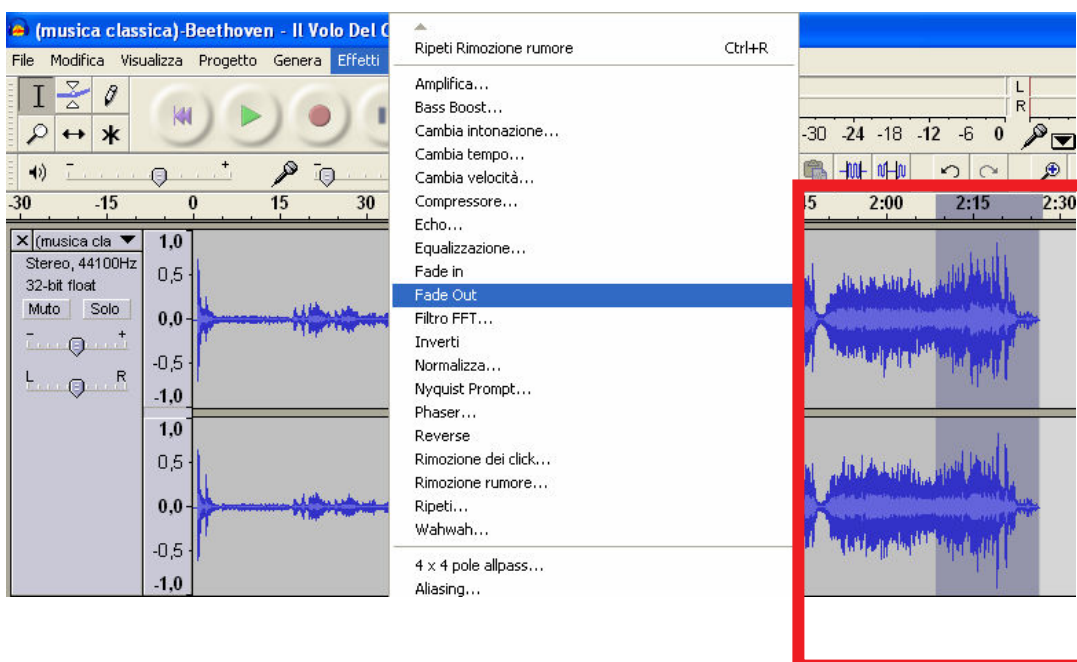 (musica classica)-Beethoven - Il Volo Del C
File Modifica Visualizza Progetto Genera Effetti
Ripeti Rimozione rumore Ctrl+R
Amplifica...
Bass Boost...
Cambia intonazione...
Cambia tempo...
Cambia velocità...
Compressore...
Echo...
Equalizzazione...
Fade in
Fade Out
Filtro FFT...
Inverti
Normalizza...
Nyquist Prompt...
Phaser...
Reverse
Rimozione dei click...
Rimozione rumore...
Ripeti...
Wahwah...
4 x 4 pole allpass...
Aliasing...
L
R
-30 -24 -18 -12 -6 0
- +
-
-30 -15 0 15 30
2:00 2:15 2:30
(musica cla
Stereo, 44100Hz
32-bit float
Muto Solo
- +
L R
1,0
0,5
0,0
-0,5
-1,0
1,0
0,5
0,0
-0,5
-1,0